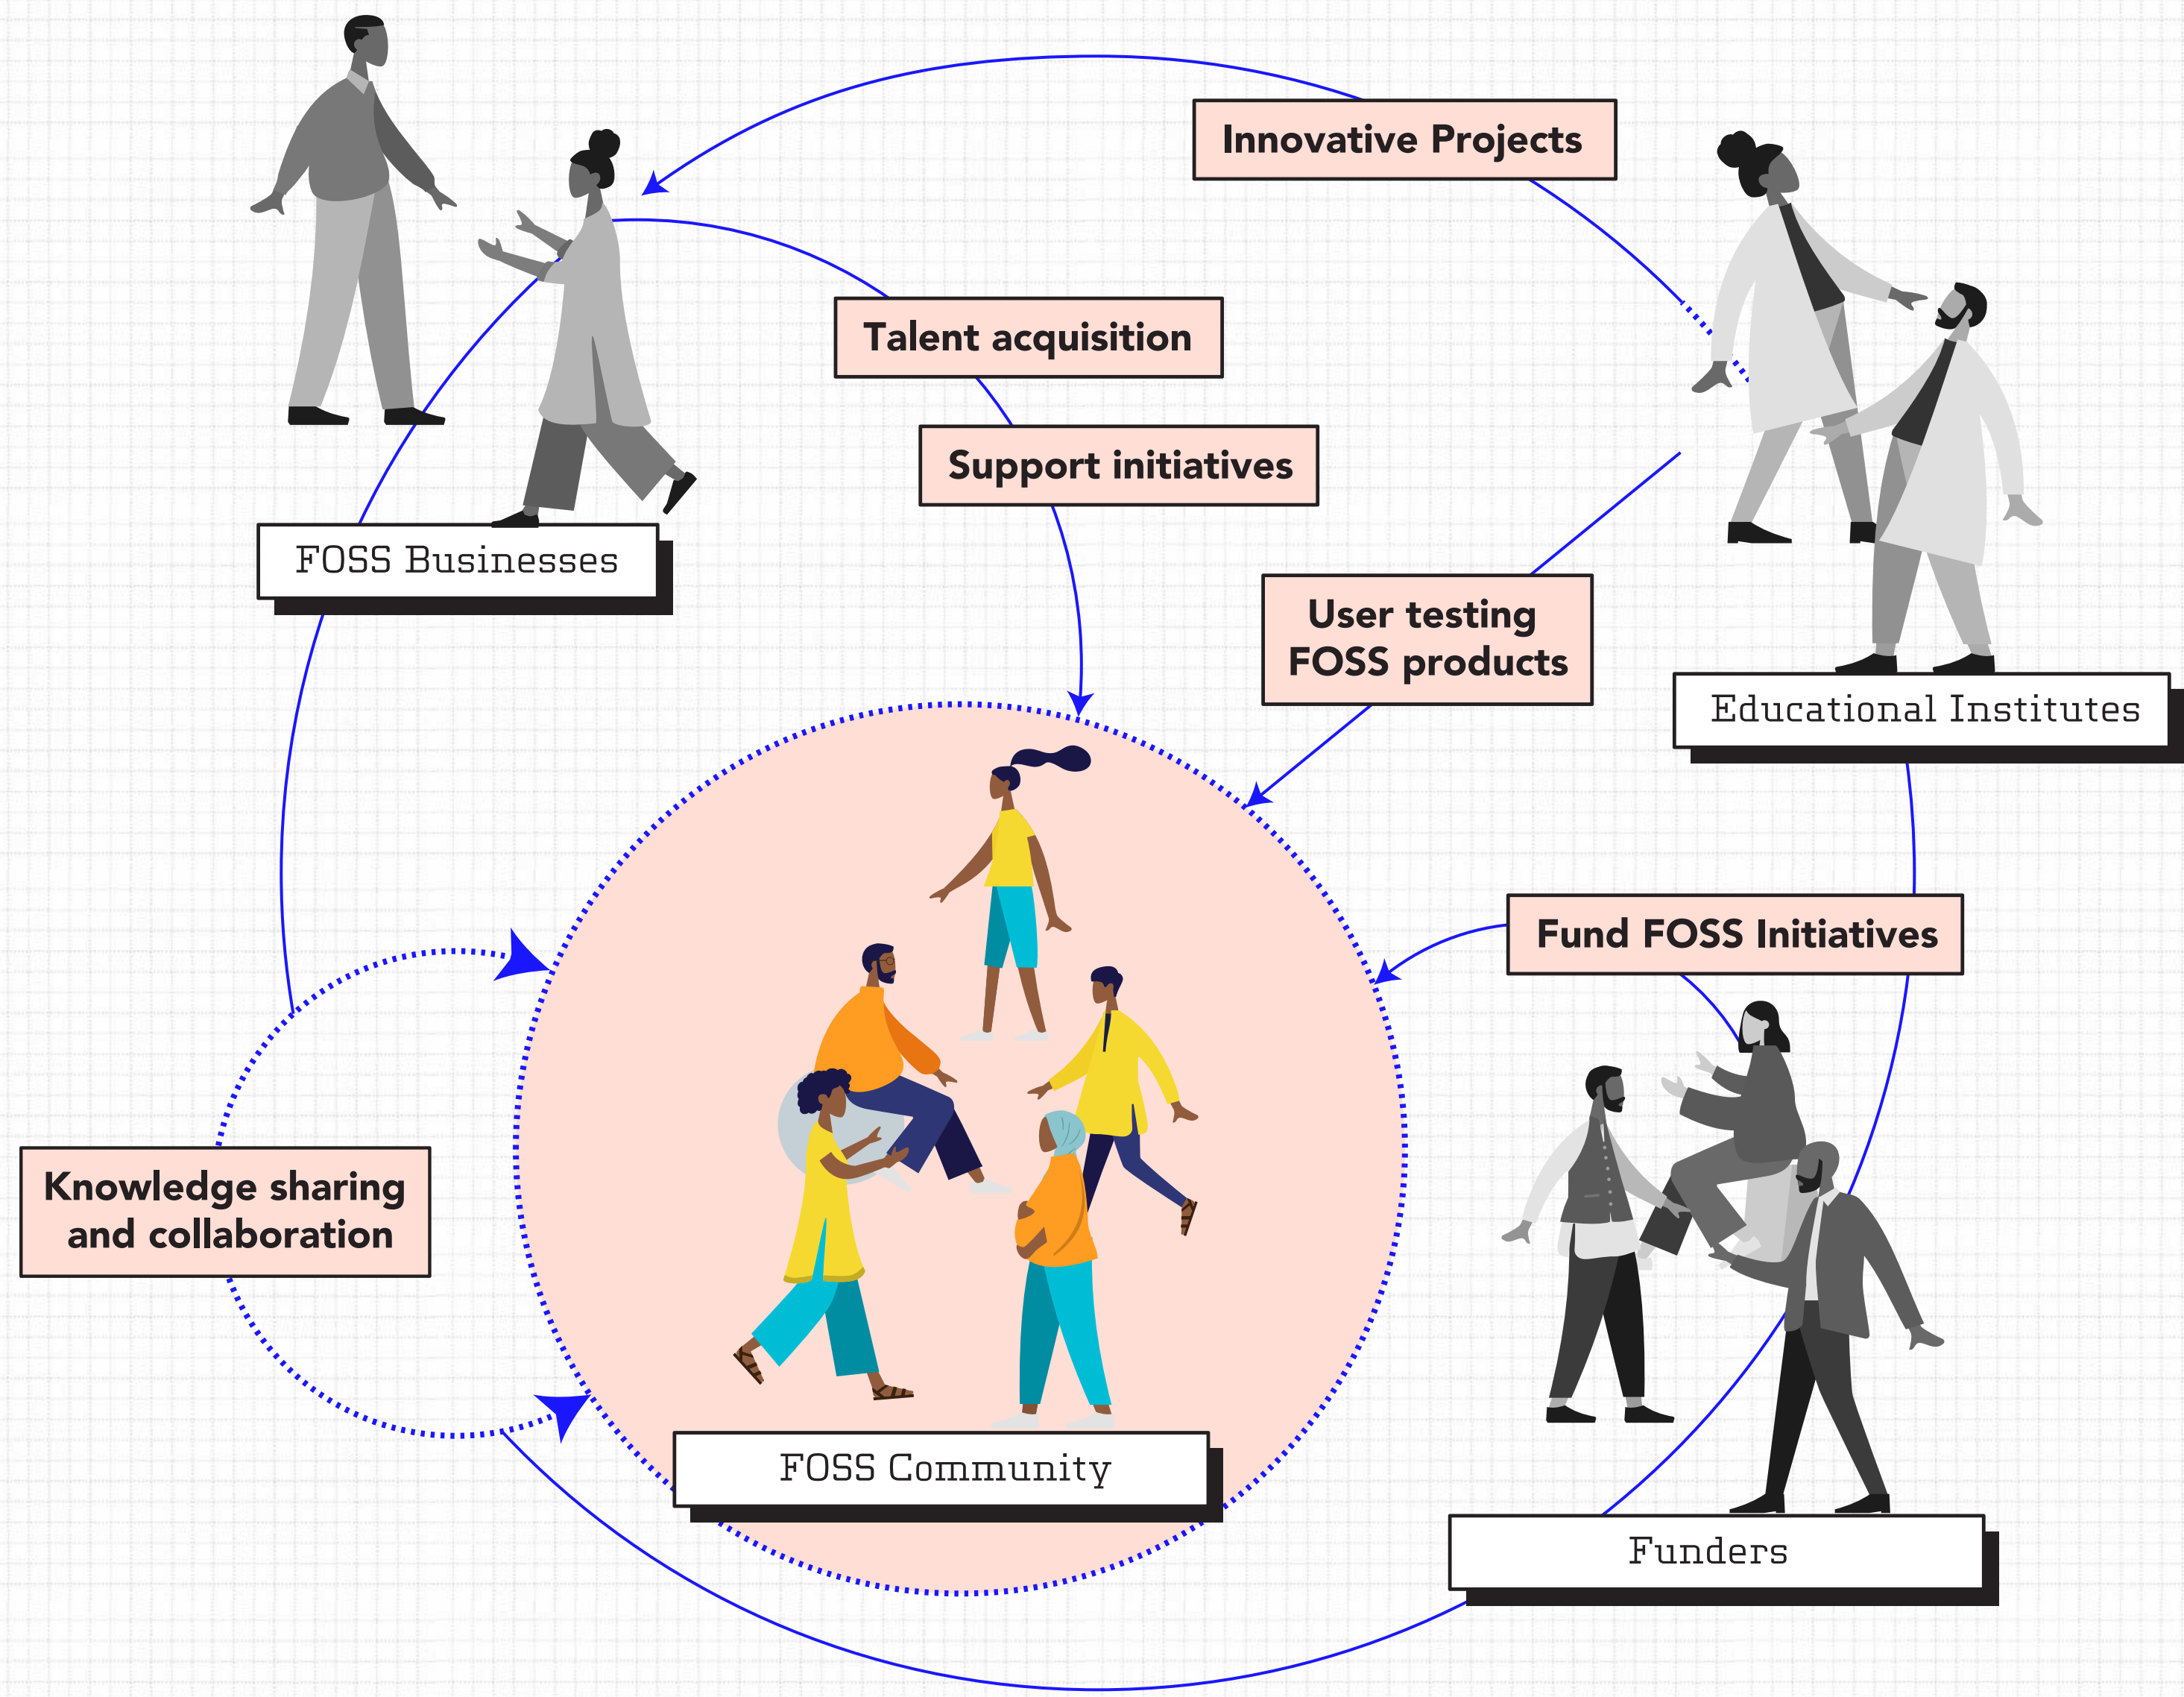 Innovative Projects
Talent acquisition
Support initiatives
FOSS Businesses
User testing
FOSS products
Educational Institutes
Fund FOSS Initiatives
Knowledge sharing
and collaboration
FOSS Community
Funders